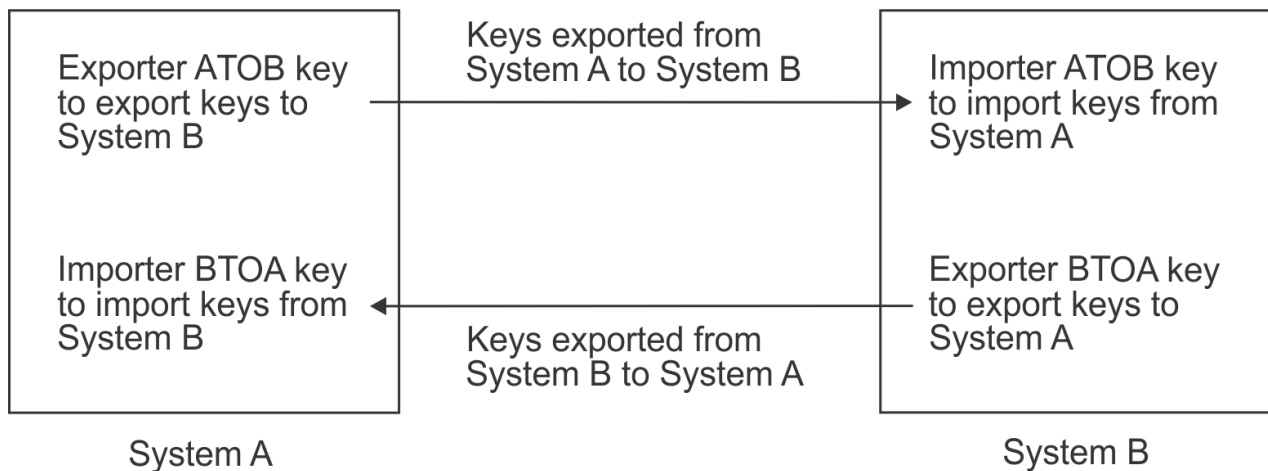 Exporter ATOB key
to export keys to
System B
Keys exported from
System A to System B
Importer ATOB key
to import keys from
System A
Importer BTOA key
to import keys from
System B
Keys exported from
System B to System A
Exporter BTOA key
to export keys to
System A
System A
System B